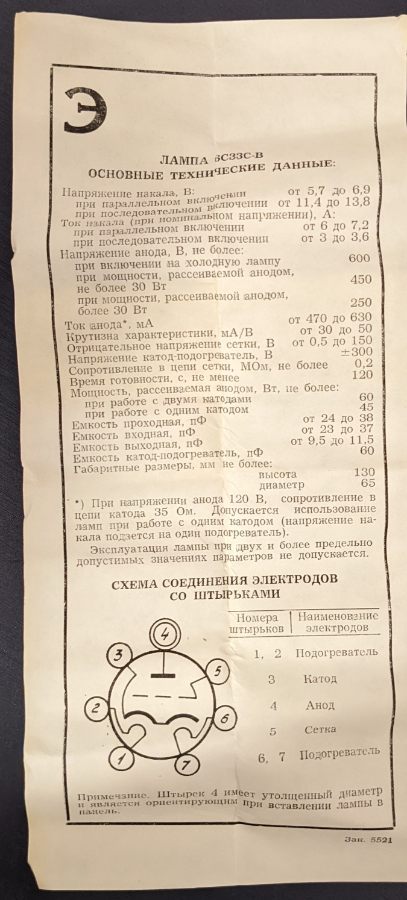 Э
ЛАМПА 6С33С-В
ОСНОВНЫЕ ТЕХНИЧЕСКИЕ ДАННЫЕ:
Напряжение накала, В:
при параллельном включении от 5,7 до 6,9
при последовательном включении от 11,4 до 13,8
Ток накала (при номинальном напряжении), А:
при параллельном включении от 6 до 7,2
при последовательном включении от 3 до 3,6
Напряжение анода, В, не более:
при включении на холодную лампу 600
при мощности, рассеиваемой анодом,
не более 30 Вт 450
при мощности, рассеиваемой анодом,
более 30 Вт 250
Ток анода*, мА от 470 до 630
Крутизна характеристики, мА/В от 30 до 50
Отрицательное напряжение сетки, В от 0,5 до 150
Напряжение катод-подогреватель, В ±300
Сопротивление в цепи сетки, МОм, не более 0,2
Время готовности, с, не менее 120
Мощность, рассеиваемая анодом, Вт, не более:
при работе с двумя катодами 60
при работе с одним катодом 45
Емкость проходная, пФ от 24 до 38
Емкость входная, пФ от 23 до 37
Емкость выходная, пФ от 9,5 до 11,5
Емкость катод-подогреватель, пФ 60
Габаритные размеры, мм не более:
высота 130
диаметр 65
*) При напряжении анода 120 В, сопротивление в
цепи катода 35 Ом. Допускается использование
ламп при работе с одним катодом (напряжение на-
кала подзется на один подогреватель).
Эксплуатация лампы при двух и более предельно
допустимых значениях параметров не допускается.
СХЕМА СОЕДИНЕНИЯ ЭЛЕКТРОДОВ
СО ШТЫРЬКАМИ
Номера штырьков Наименование электродов
1, 2 Подогреватель
3 Катод
4 Анод
5 Сетка
6, 7 Подогреватель
4
3
5
2
6
1
7
Примечание. Штырек 4 имеет утолщенный диаметр
и является ориентирующим при вставлении лампы в
панель.
Зак. 5521